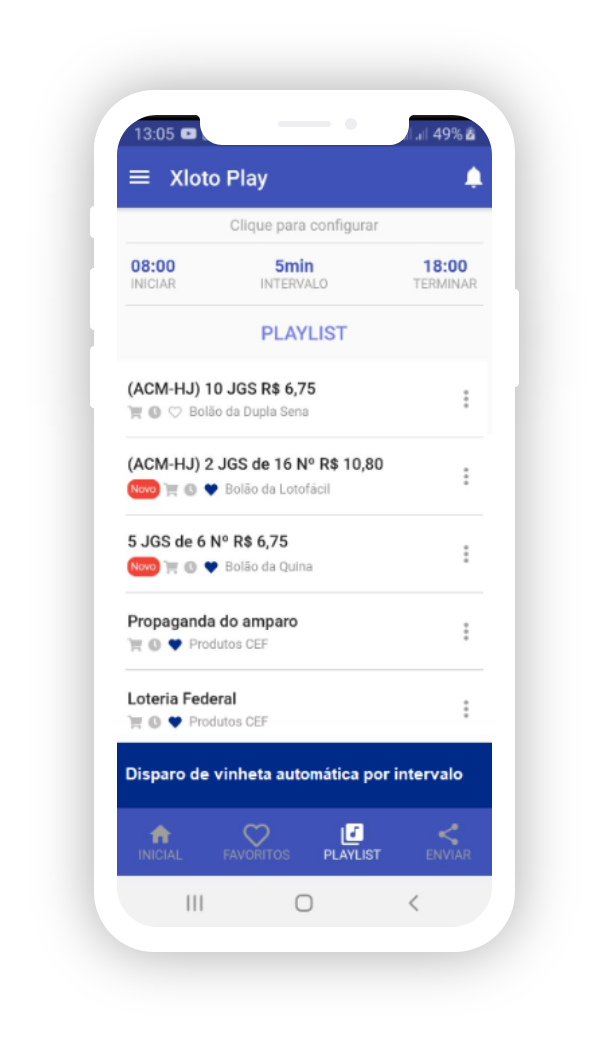 13:05 49%
Xloto Play
Clique para configurar
08:00 5min 18:00
INICIAR INTERVALO TERMINAR
PLAYLIST
(ACM-HJ) 10 JGS R$ 6,75
Bolão da Dupla Sena
(ACM-HJ) 2 JGS de 16 Nº R$ 10,80
Novo Bolão da Lotofácil
5 JGS de 6 Nº R$ 6,75
Novo Bolão da Quina
Propaganda do amparo
Produtos CEF
Loteria Federal
Produtos CEF
Disparo de vinheta automática por intervalo
INICIAL FAVORITOS PLAYLIST ENVIAR